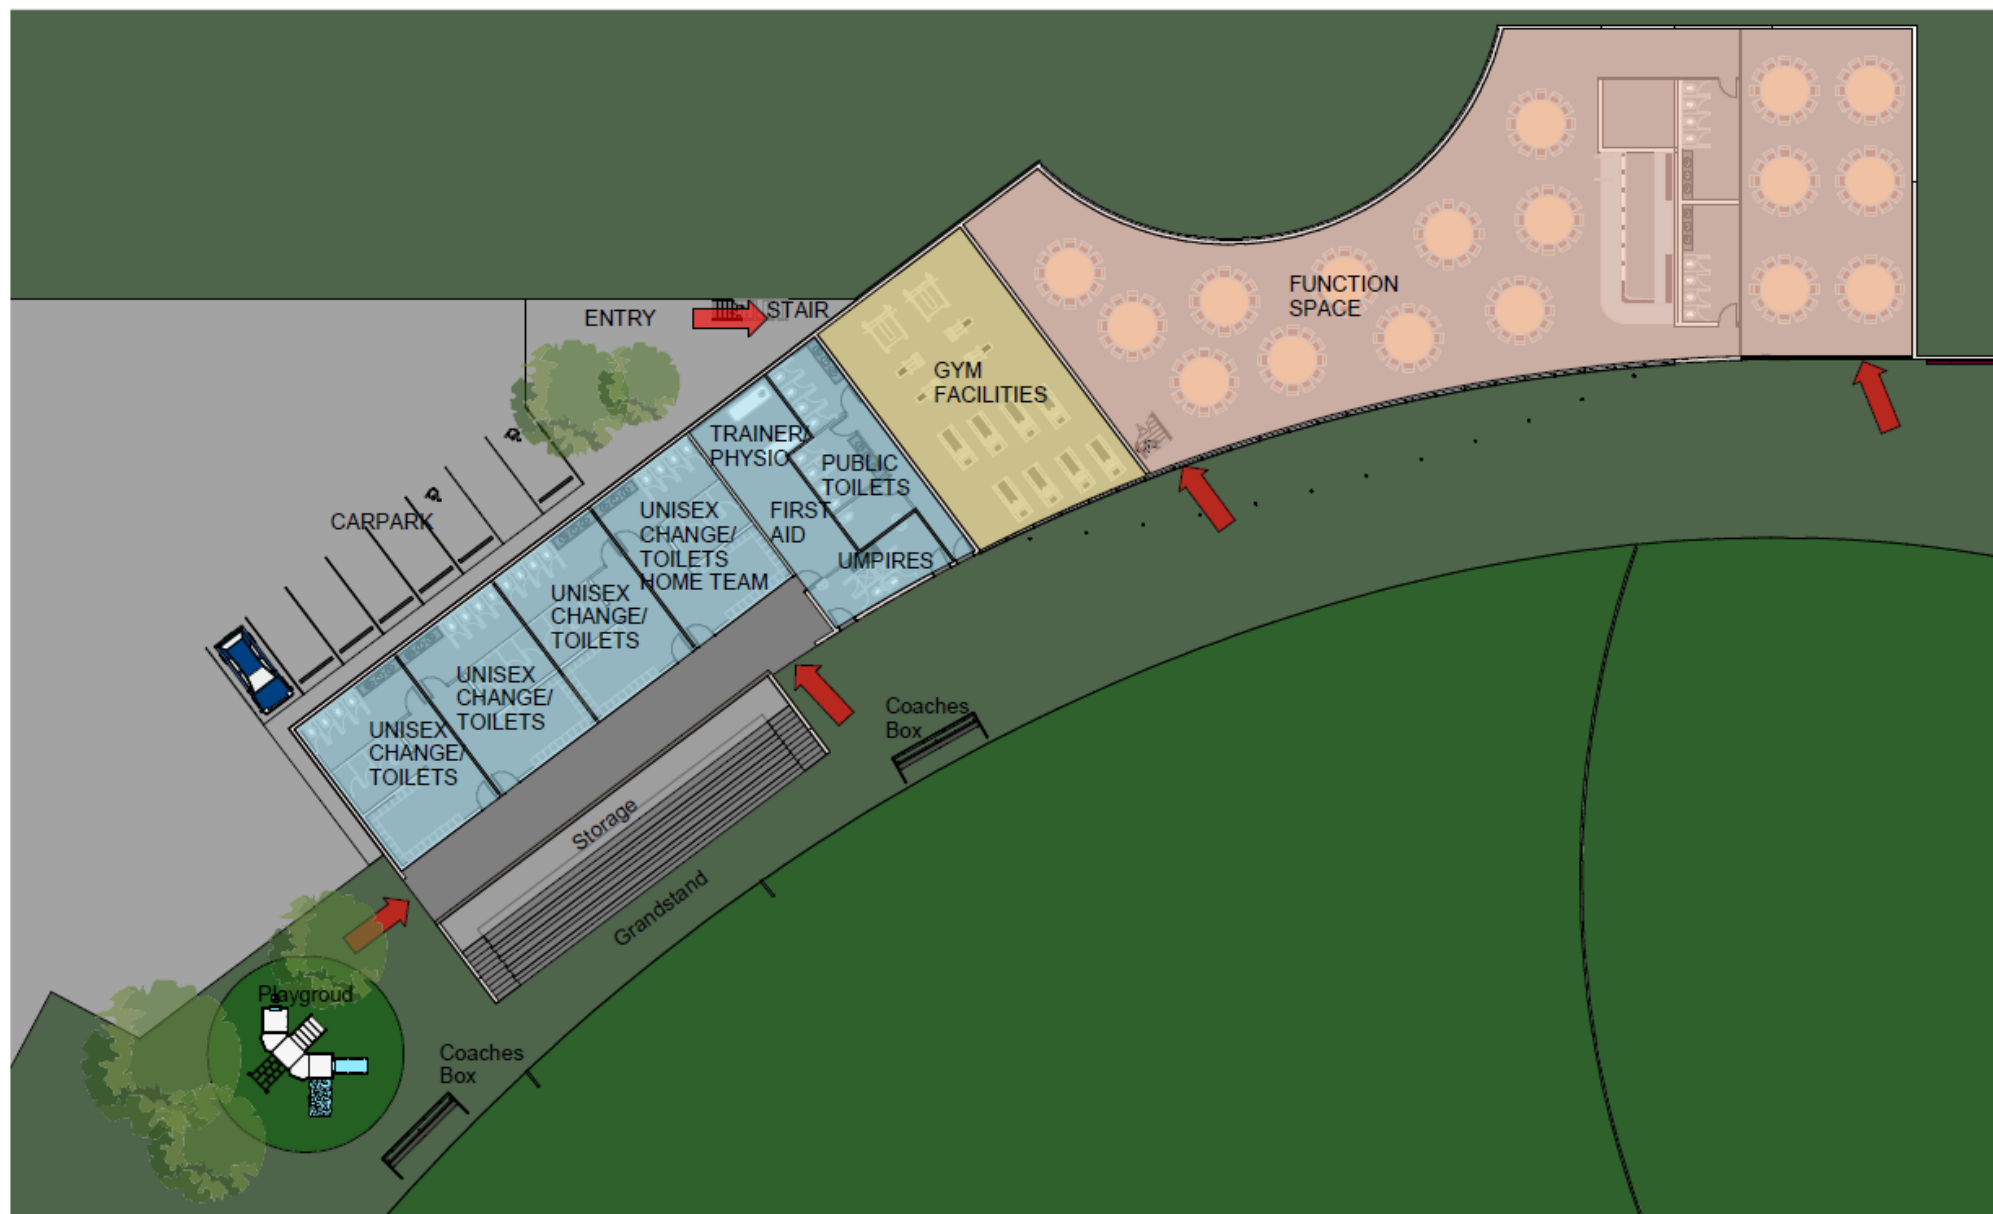 FUNCTION
SPACE
ENTRY
STAIR
GYM
FACILITIES
TRAINER/
PHYSIO
PUBLIC
TOILETS
FIRST
AID
UMPIRES
CARPARK
UNISEX
CHANGE/
TOILETS
HOME TEAM
UNISEX
CHANGE/
TOILETS
UNISEX
CHANGE/
TOILETS
UNISEX
CHANGE/
TOILETS
Coaches
Box
Storage
Grandstand
Playgroud
Coaches
Box